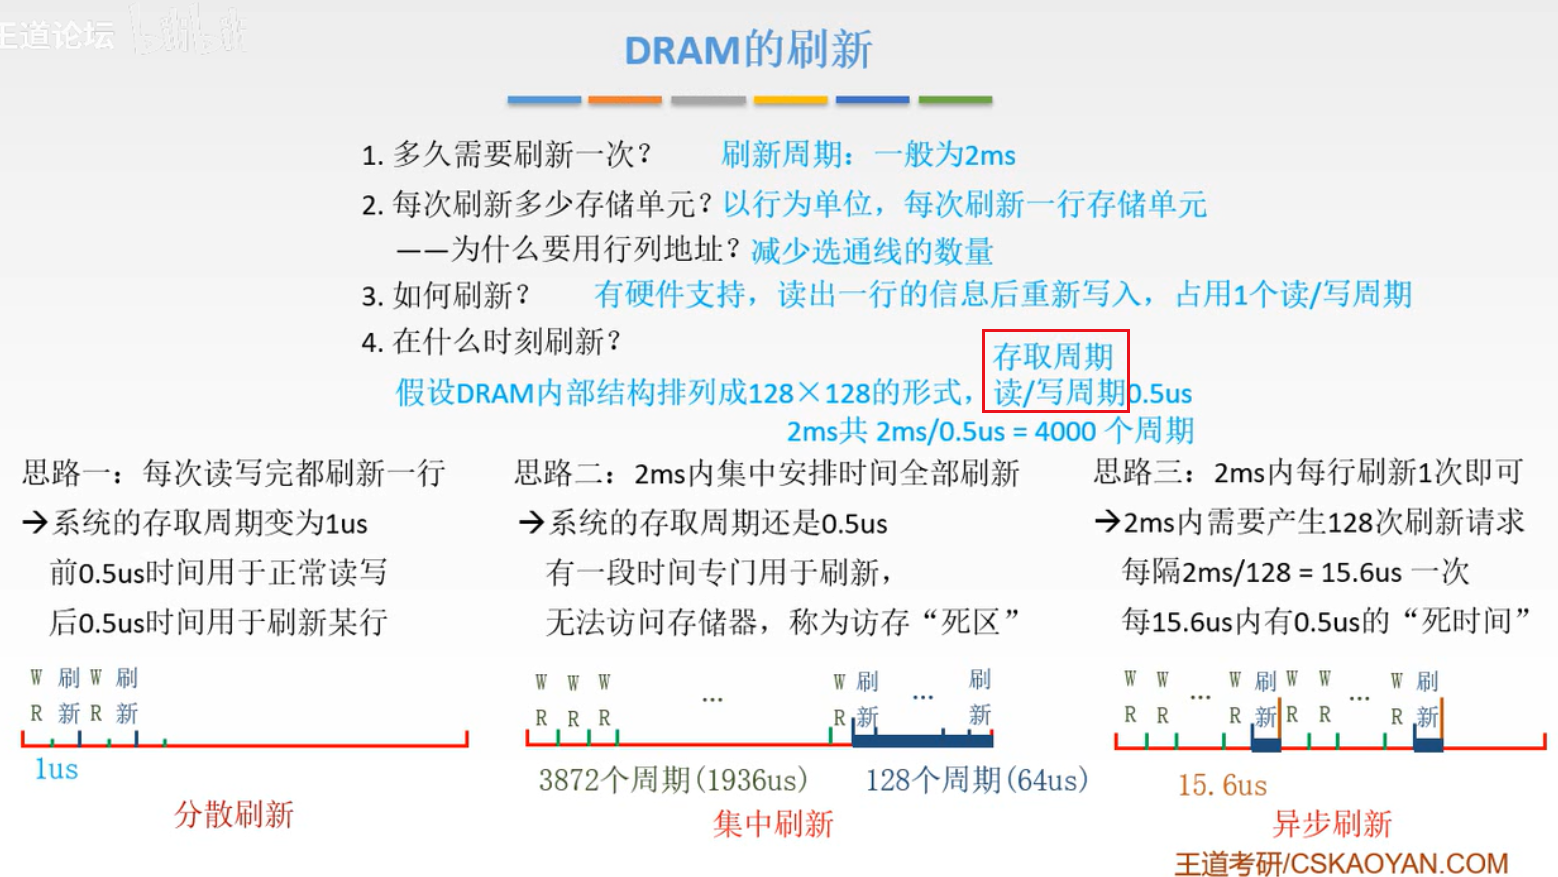 王道论坛 bilibili
DRAM的刷新
1. 多久需要刷新一次？ 刷新周期：一般为2ms
2. 每次刷新多少存储单元？以行为单位，每次刷新一行存储单元
——为什么要用行列地址？减少选通线的数量
3. 如何刷新？ 有硬件支持，读出一行的信息后重新写入，占用1个读/写周期
4. 在什么时刻刷新？
存取周期
假设DRAM内部结构排列成128×128的形式，读/写周期0.5us
2ms共 2ms/0.5us = 4000 个周期
思路一：每次读写完都刷新一行
→系统的存取周期变为1us
前0.5us时间用于正常读写
后0.5us时间用于刷新某行
W 刷 W 刷
R 新 R 新
1us
分散刷新
思路二：2ms内集中安排时间全部刷新
→系统的存取周期还是0.5us
有一段时间专门用于刷新，
无法访问存储器，称为访存“死区”
W W W ... W 刷 ... 刷
R R R R 新 新
3872个周期(1936us) 128个周期(64us)
集中刷新
思路三：2ms内每行刷新1次即可
→2ms内需要产生128次刷新请求
每隔2ms/128 = 15.6us 一次
每15.6us内有0.5us的“死时间”
W W ... W 刷 W W ... W 刷
R R R 新 R R R 新
15.6us
异步刷新
王道考研/CSKAOYAN.COM